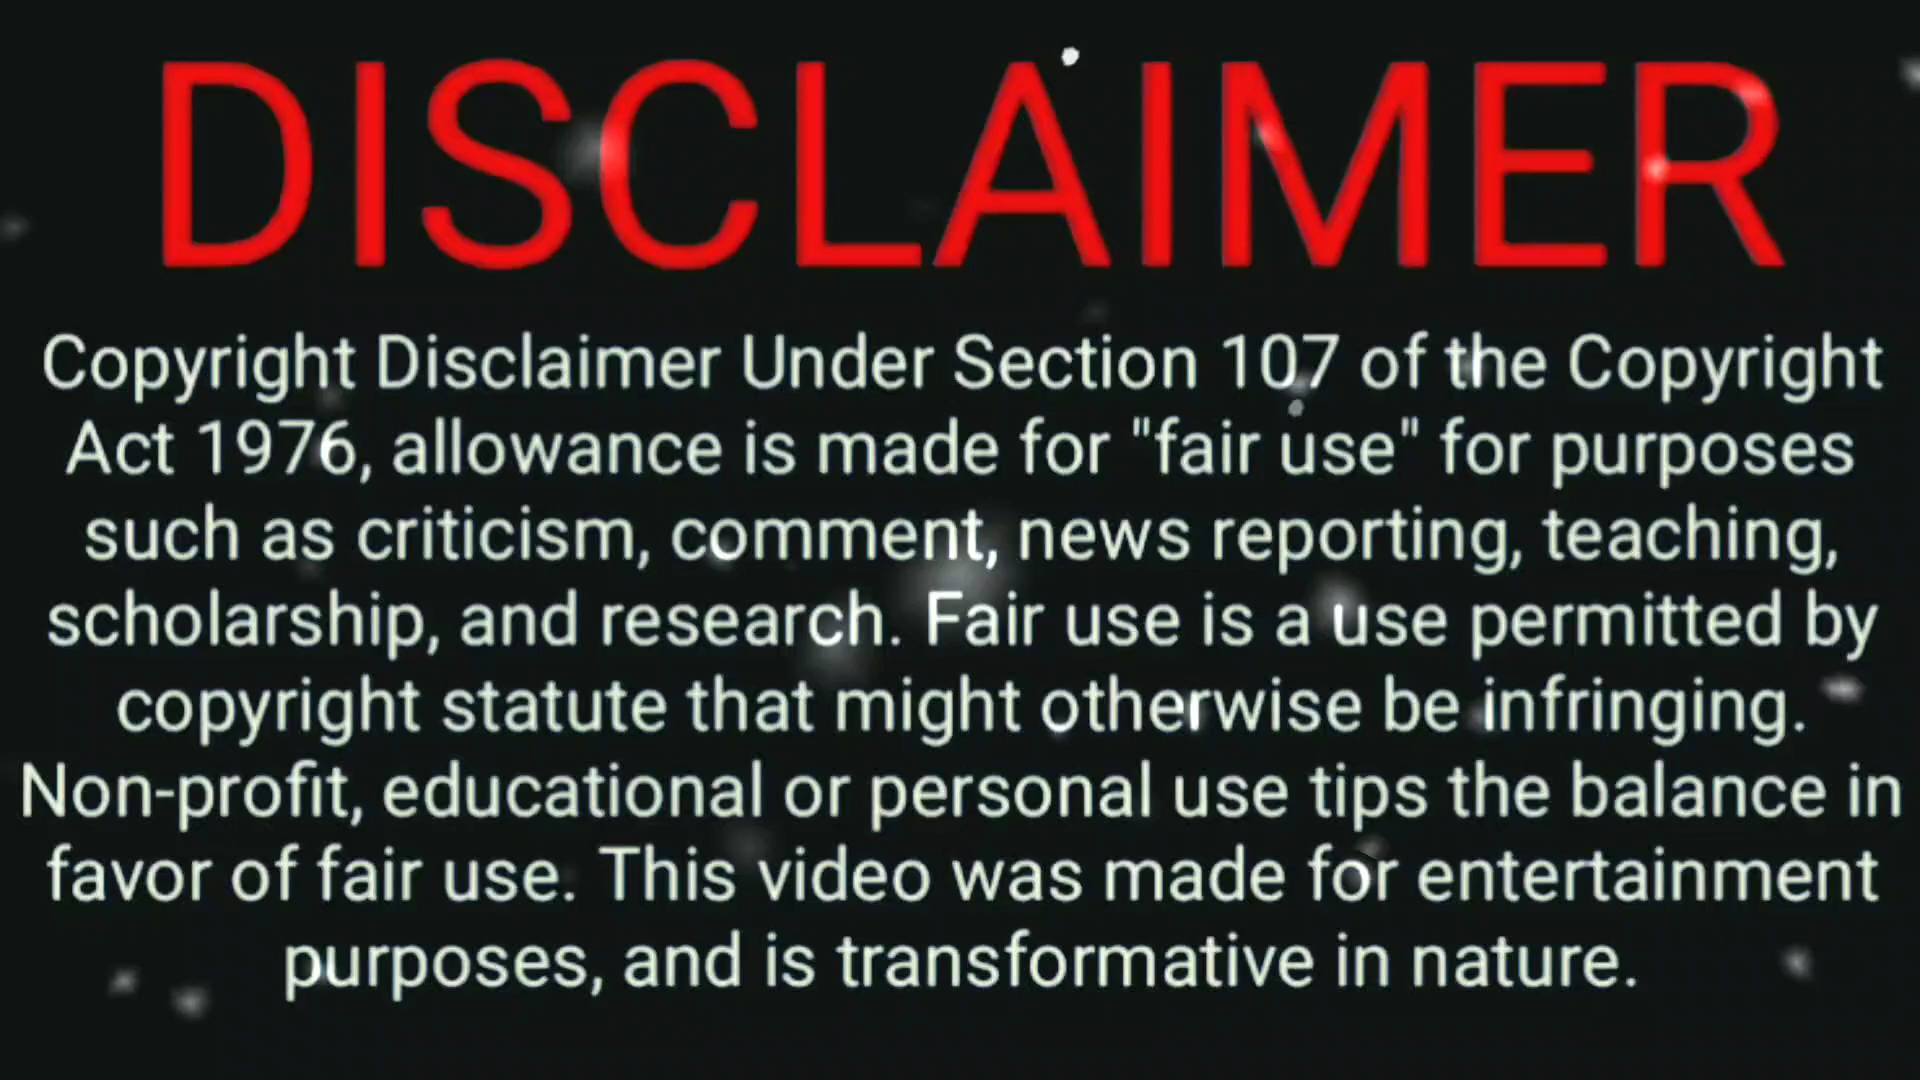 DISCLAIMER
Copyright Disclaimer Under Section 107 of the Copyright
Act 1976, allowance is made for "fair use" for purposes
such as criticism, comment, news reporting, teaching,
scholarship, and research. Fair use is a use permitted by
copyright statute that might otherwise be infringing.
Non-profit, educational or personal use tips the balance in
favor of fair use. This video was made for entertainment
purposes, and is transformative in nature.